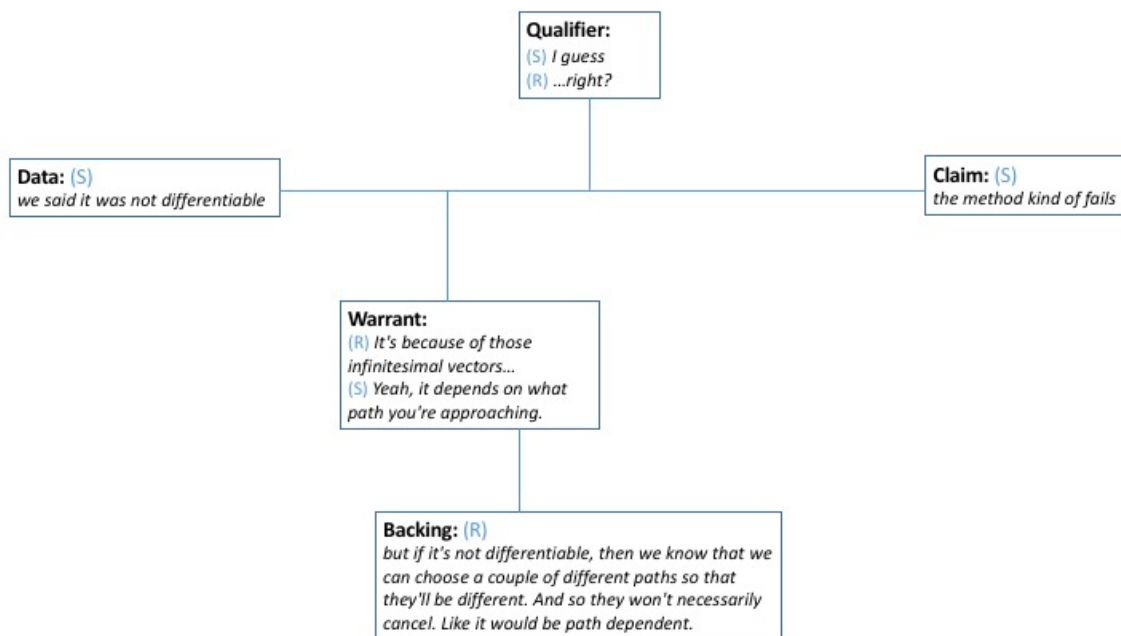 Qualifier:
(S) I guess
(R) ...right?
Data: (S)
we said it was not differentiable
Claim: (S)
the method kind of fails
Warrant:
(R) It's because of those
infinitesimal vectors...
(S) Yeah, it depends on what
path you're approaching.
Backing: (R)
but if it's not differentiable, then we know that we
can choose a couple of different paths so that
they'll be different. And so they won't necessarily
cancel. Like it would be path dependent.